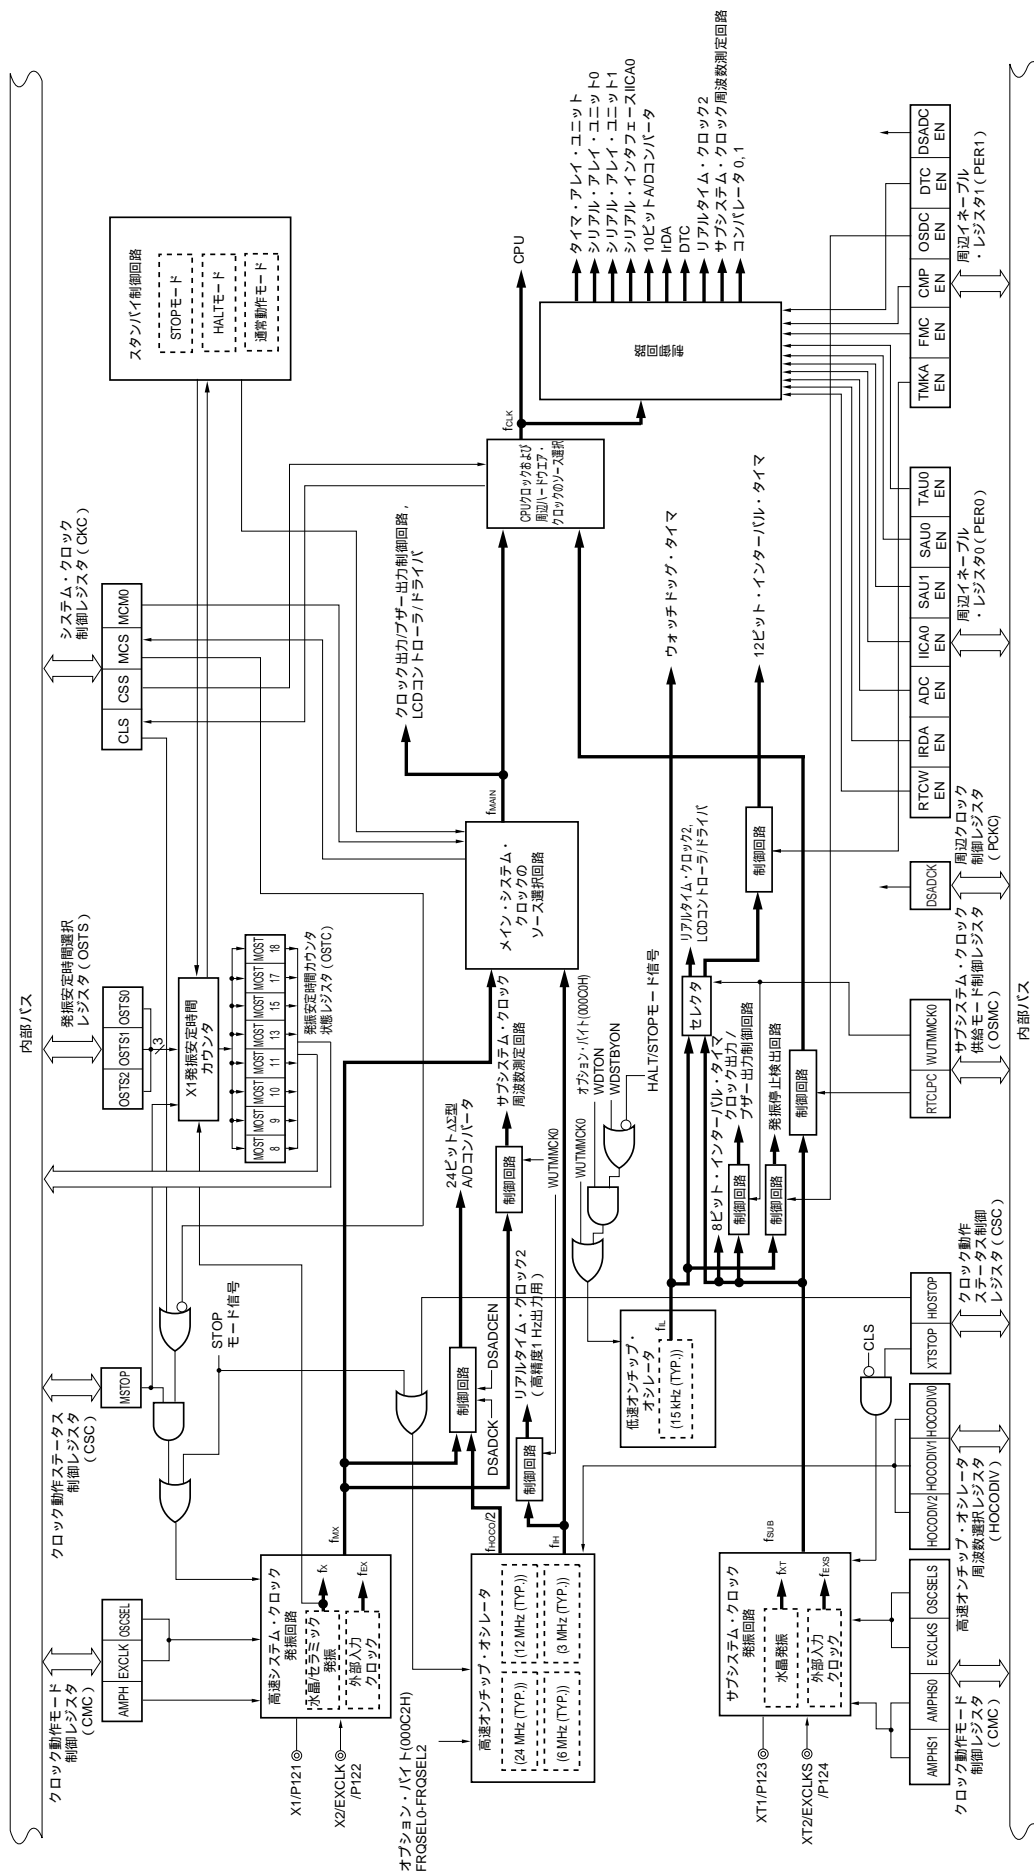 内部バス
クロック動作モード
制御レジスタ
（CMC）
クロック動作ステータス
制御レジスタ
（CSC）
発振安定時間選択
レジスタ（OSTS）
システム・クロック
制御レジスタ（CKC）
AMPH
EXCLK
OSCSEL
MSTOP
OSTS2
OSTS1
OSTS0
CLS
CSS
MCS
MCM0
スタンバイ制御回路
STOPモード
HALTモード
通常動作モード
3
X1発振安定時間
カウンタ
MOST
8
MOST
9
MOST
10
MOST
11
MOST
13
MOST
15
MOST
17
MOST
18
発振安定時間カウンタ
状態レジスタ（OSTC）
STOP
モード信号
高速システム・クロック
発振回路
水晶/セラミック
発振
fX
外部入力
クロック
fEX
X1/P121
X2/EXCLK
/P122
fMX
オプション・バイト(000C2H)
FRQSEL0-FRQSEL2
高速オンチップ・オシレータ
(24 MHz (TYP.))
(12 MHz (TYP.))
(6 MHz (TYP.))
(3 MHz (TYP.))
fHOCO/2
fIH
制御回路
DSADCK
DSADCEN
24ビットΔΣ型
A/Dコンバータ
制御回路
リアルタイム・クロック2
（高精度1 Hz出力用）
制御回路
サブシステム・クロック
周波数測定回路
WUTMMCK0
メイン・システム・
クロックの
ソース選択回路
fMAIN
クロック出力/ブザー出力制御回路，
LCDコントローラ/ドライバ
CPUクロックおよび
周辺ハードウエア・
クロックのソース選択
fCLK
CPU
制御回路
タイマ・アレイ・ユニット
シリアル・アレイ・ユニット0
シリアル・アレイ・ユニット1
シリアル・インタフェースIICA0
10ビットA/Dコンバータ
IrDA
DTC
リアルタイム・クロック2
サブシステム・クロック周波数測定回路
コンパレータ 0, 1
WUTMMCK0
オプション・バイト(000C0H)
WDTON
WDSTBYON
HALT/STOPモード信号
低速オンチップ・
オシレータ
(15 kHz (TYP.))
fIL
ウォッチドッグ・タイマ
セレクタ
リアルタイム・クロック2,
LCDコントローラ/ドライバ
制御回路
12ビット・インターバル・タイマ
8ビット・インターバル・タイマ
制御回路
クロック出力 /
ブザー出力制御回路
制御回路
発振停止検出回路
制御回路
サブシステム・クロック
発振回路
水晶発振
fXT
外部入力
クロック
fEXS
XT1/P123
XT2/EXCLKS
/P124
fSUB
CLS
AMPHS1
AMPHS0
EXCLKS
OSCSELS
クロック動作モード
制御レジスタ
（CMC）
HOCODIV2
HOCODIV1
HOCODIV0
高速オンチップ・オシレータ
周波数選択レジスタ
（HOCODIV）
XTSTOP
HIOSTOP
クロック動作
ステータス制御
レジスタ（CSC）
RTCLPC
WUTMMCK0
サブシステム・クロック
供給モード制御レジスタ
（OSMC）
DSADCK
周辺クロック
制御レジスタ
（PCKC）
RTCW
EN
IRDA
EN
ADC
EN
IICA0
EN
SAU1
EN
SAU0
EN
TAU0
EN
周辺イネーブル
・レジスタ0（PER0）
TMKA
EN
FMC
EN
CMP
EN
OSDC
EN
DTC
EN
DSADC
EN
周辺イネーブル
・レジスタ1（PER1）
内部バス